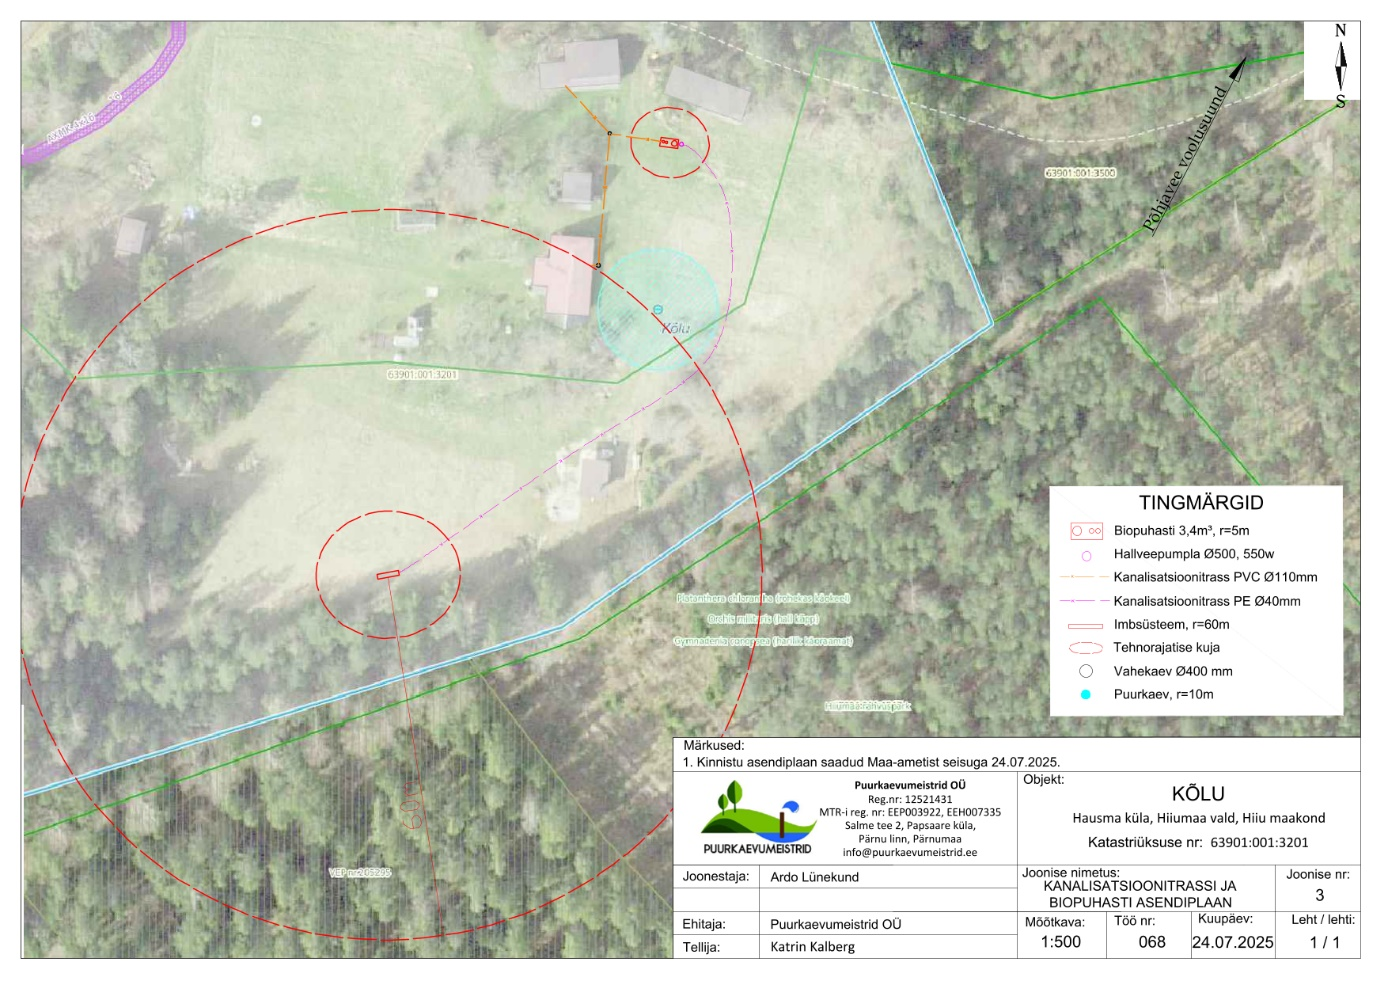 N
S
AXMK 4x16
Põhjavee voolusuund
63901:001:3500
Kõlu
63901:001:3201
Platanthera chlorantha (rohekas käokeel)
Orchis militaris (hall käpp)
Gymnadenia conopsea (harilik käoraamat)
Hiiumaa rahvuspark
VEP nr.205295
TINGMÄRGID
Biopuhasti 3,4m³, r=5m
Hallveepumpla Ø500, 550w
Kanalisatsioonitrass PVC Ø110mm
Kanalisatsioonitrass PE Ø40mm
Imbsüsteem, r=60m
Tehnorajatise kuja
Vahekaev Ø400 mm
Puurkaev, r=10m
Märkused:
1. Kinnistu asendiplaan saadud Maa-ametist seisuga 24.07.2025.
PUURKAEVUMEISTRID
Puurkaevumeistrid OÜ
Reg.nr: 12521431
MTR-i reg. nr: EEP003922, EEH007335
Salme tee 2, Papsaare küla,
Pärnu linn, Pärnumaa
info@puurkaevumeistrid.ee
Objekt:
KÕLU
Hausma küla, Hiiumaa vald, Hiiu maakond
Katastriüksuse nr: 63901:001:3201
Joonestaja: Ardo Lünekund
Joonise nimetus:
KANALISATSIOONITRASSI JA
BIOPUHASTI ASENDIPLAAN
Joonise nr:
3
Ehitaja: Puurkaevumeistrid OÜ
Tellija: Katrin Kalberg
Mõõtkava:
1:500
Töö nr:
068
Kuupäev:
24.07.2025
Leht / lehti:
1 / 1